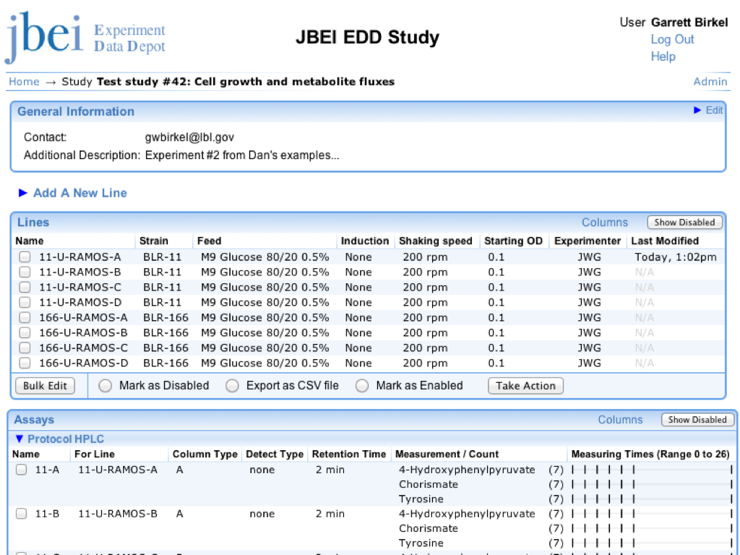 jbei Experiment Data Depot
JBEI EDD Study
User Garrett Birkel
Log Out
Help
Home → Study Test study #42: Cell growth and metabolite fluxes Admin
General Information ► Edit
Contact: gwbirkel@lbl.gov
Additional Description: Experiment #2 from Dan's examples...
► Add A New Line
Lines Columns Show Disabled
Name Strain Feed Induction Shaking speed Starting OD Experimenter Last Modified
11-U-RAMOS-A BLR-11 M9 Glucose 80/20 0.5% None 200 rpm 0.1 JWG Today, 1:02pm
11-U-RAMOS-B BLR-11 M9 Glucose 80/20 0.5% None 200 rpm 0.1 JWG N/A
11-U-RAMOS-C BLR-11 M9 Glucose 80/20 0.5% None 200 rpm 0.1 JWG N/A
11-U-RAMOS-D BLR-11 M9 Glucose 80/20 0.5% None 200 rpm 0.1 JWG N/A
166-U-RAMOS-A BLR-166 M9 Glucose 80/20 0.5% None 200 rpm 0.1 JWG N/A
166-U-RAMOS-B BLR-166 M9 Glucose 80/20 0.5% None 200 rpm 0.1 JWG N/A
166-U-RAMOS-C BLR-166 M9 Glucose 80/20 0.5% None 200 rpm 0.1 JWG N/A
166-U-RAMOS-D BLR-166 M9 Glucose 80/20 0.5% None 200 rpm 0.1 JWG N/A
Bulk Edit Mark as Disabled Export as CSV file Mark as Enabled Take Action
Assays Columns Show Disabled
▼ Protocol HPLC
Name For Line Column Type Detect Type Retention Time Measurement / Count Measuring Times (Range 0 to 26)
11-A 11-U-RAMOS-A A none 2 min 4-Hydroxyphenylpyruvate (7)
Chorismate (7)
Tyrosine (7)
11-B 11-U-RAMOS-B A none 2 min 4-Hydroxyphenylpyruvate (7)
Chorismate (7)
Tyrosine (7)